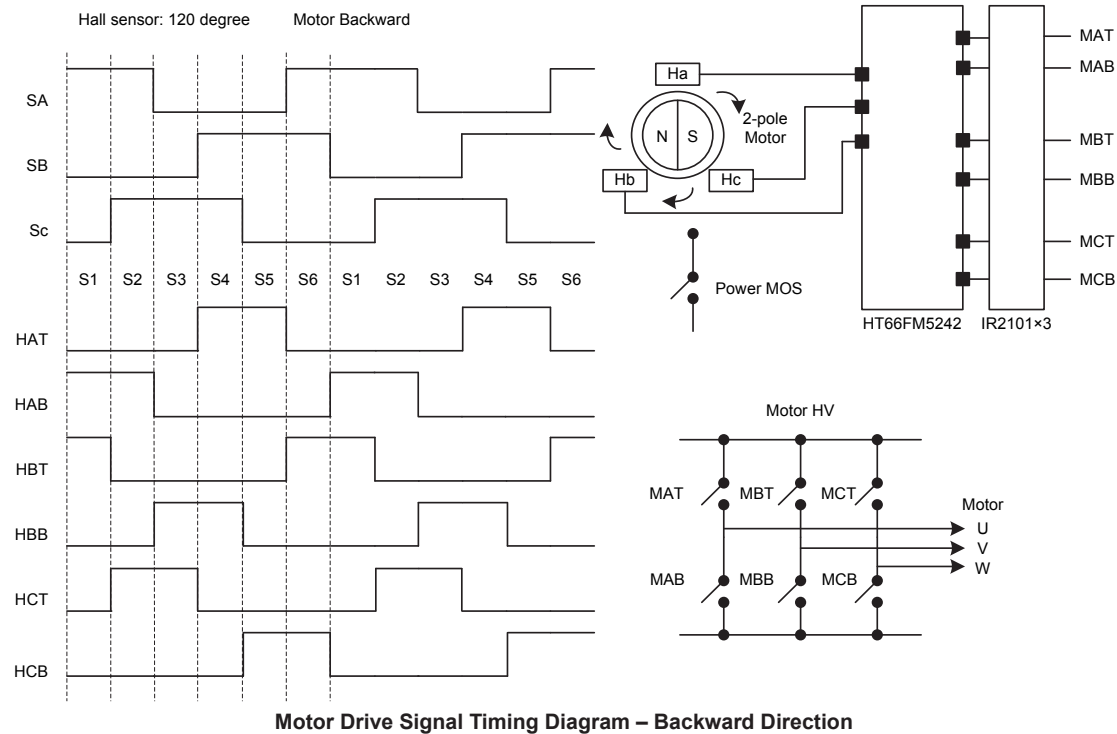 Hall sensor: 120 degree
Motor Backward
SA
SB
Sc
S1 S2 S3 S4 S5 S6 S1 S2 S3 S4 S5 S6
HAT
HAB
HBT
HBB
HCT
HCB
Ha
N S
2-pole
Motor
Hb
Hc
Power MOS
HT66FM5242
IR2101×3
MAT
MAB
MBT
MBB
MCT
MCB
Motor HV
MAT
MBT
MCT
Motor
U
V
W
MAB
MBB
MCB
Motor Drive Signal Timing Diagram – Backward Direction